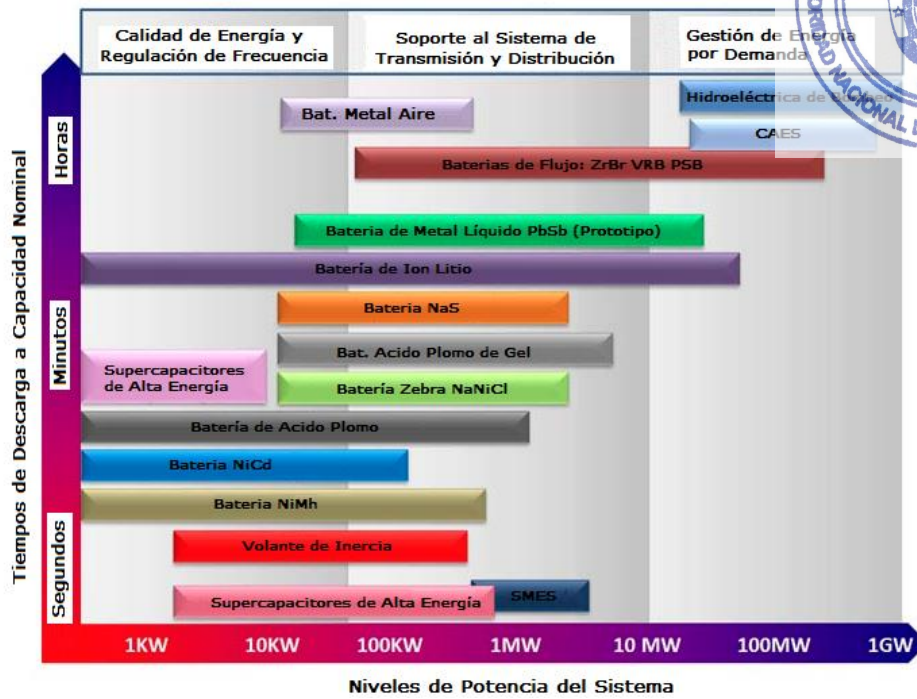 Calidad de Energía y
Regulación de Frecuencia
Soporte al Sistema de
Transmisión y Distribución
Gestión de Energía
por Demanda
Tiempos de Descarga a Capacidad Nominal
Horas
Minutos
Segundos
Hidroeléctrica de
Bat. Metal Aire
CAES
Baterias de Flujo: ZrBr VRB PSB
Bateria de Metal Líquido PbSb (Prototipo)
Batería de Ion Litio
Bateria NaS
Bat. Acido Plomo de Gel
Supercapacitores
de Alta Energía
Batería Zebra NaNiCl
Batería de Acido Plomo
Bateria NiCd
Bateria NiMh
Volante de Inercia
Supercapacitores de Alta Energía
SMES
1KW
10KW
100KW
1MW
10 MW
100MW
1GW
Niveles de Potencia del Sistema
NACIONAL